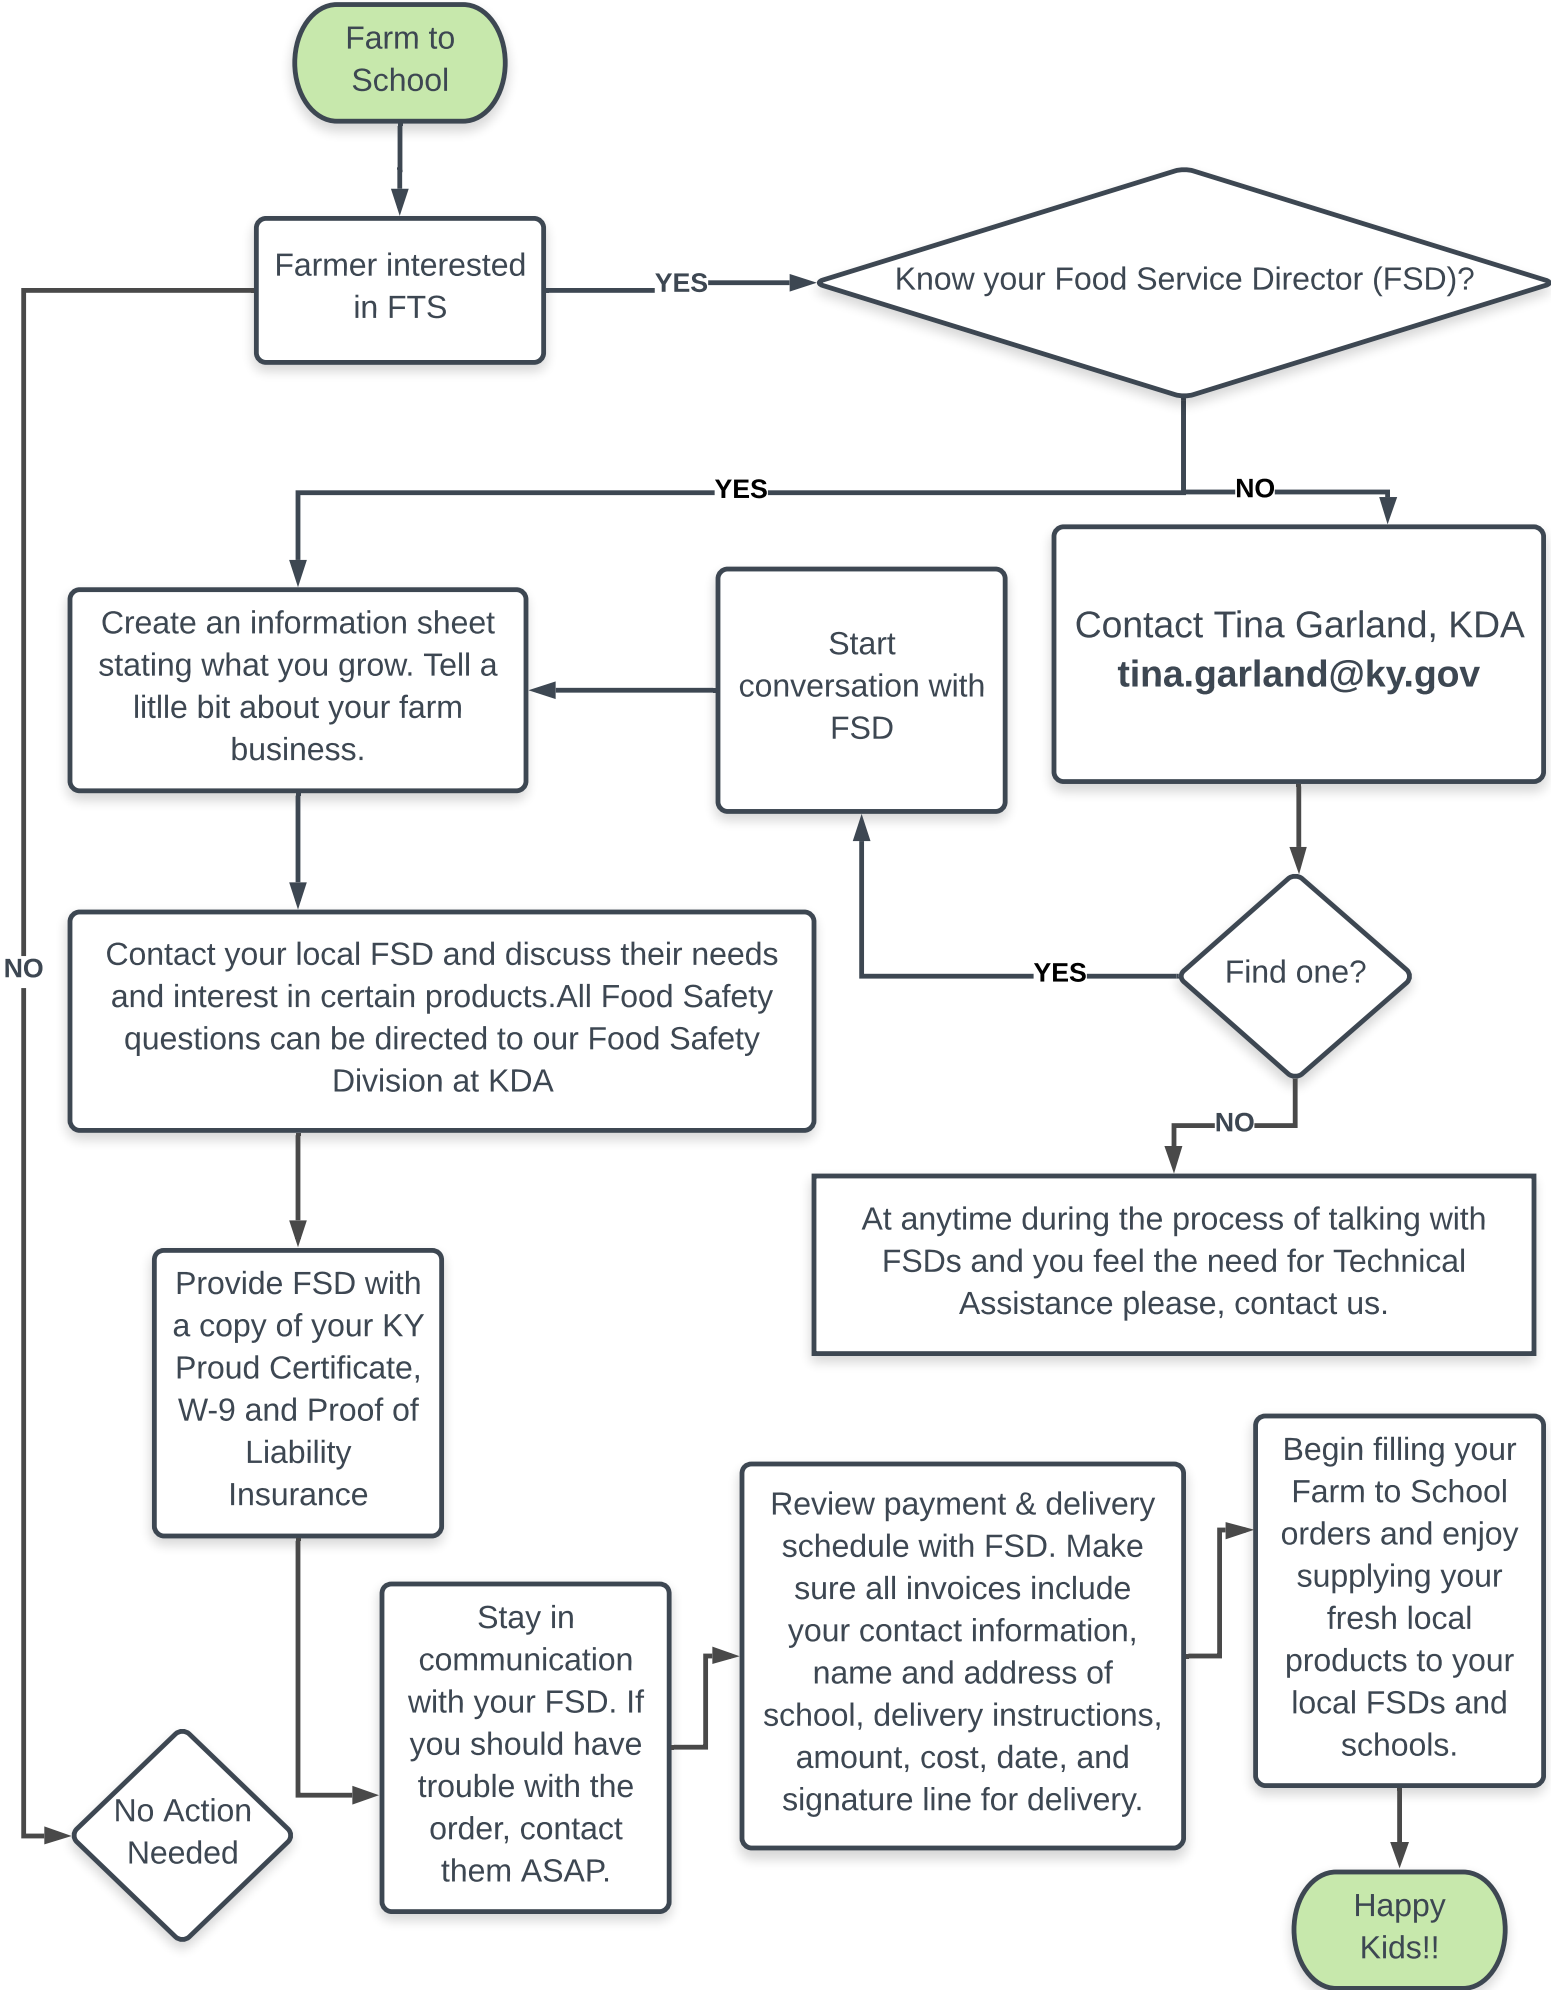 Farm to
School
Farmer interested
in FTS
YES
Know your Food Service Director (FSD)?
YES
NO
Create an information sheet
stating what you grow. Tell a
litlle bit about your farm
business.
Start
conversation with
FSD
Contact Tina Garland, KDA
tina.garland@ky.gov
NO
Contact your local FSD and discuss their needs
and interest in certain products.All Food Safety
questions can be directed to our Food Safety
Division at KDA
YES
Find one?
NO
At anytime during the process of talking with
FSDs and you feel the need for Technical
Assistance please, contact us.
Provide FSD with
a copy of your KY
Proud Certificate,
W-9 and Proof of
Liability
Insurance
Stay in
communication
with your FSD. If
you should have
trouble with the
order, contact
them ASAP.
Review payment & delivery
schedule with FSD. Make
sure all invoices include
your contact information,
name and address of
school, delivery instructions,
amount, cost, date, and
signature line for delivery.
Begin filling your
Farm to School
orders and enjoy
supplying your
fresh local
products to your
local FSDs and
schools.
No Action
Needed
Happy
Kids!!